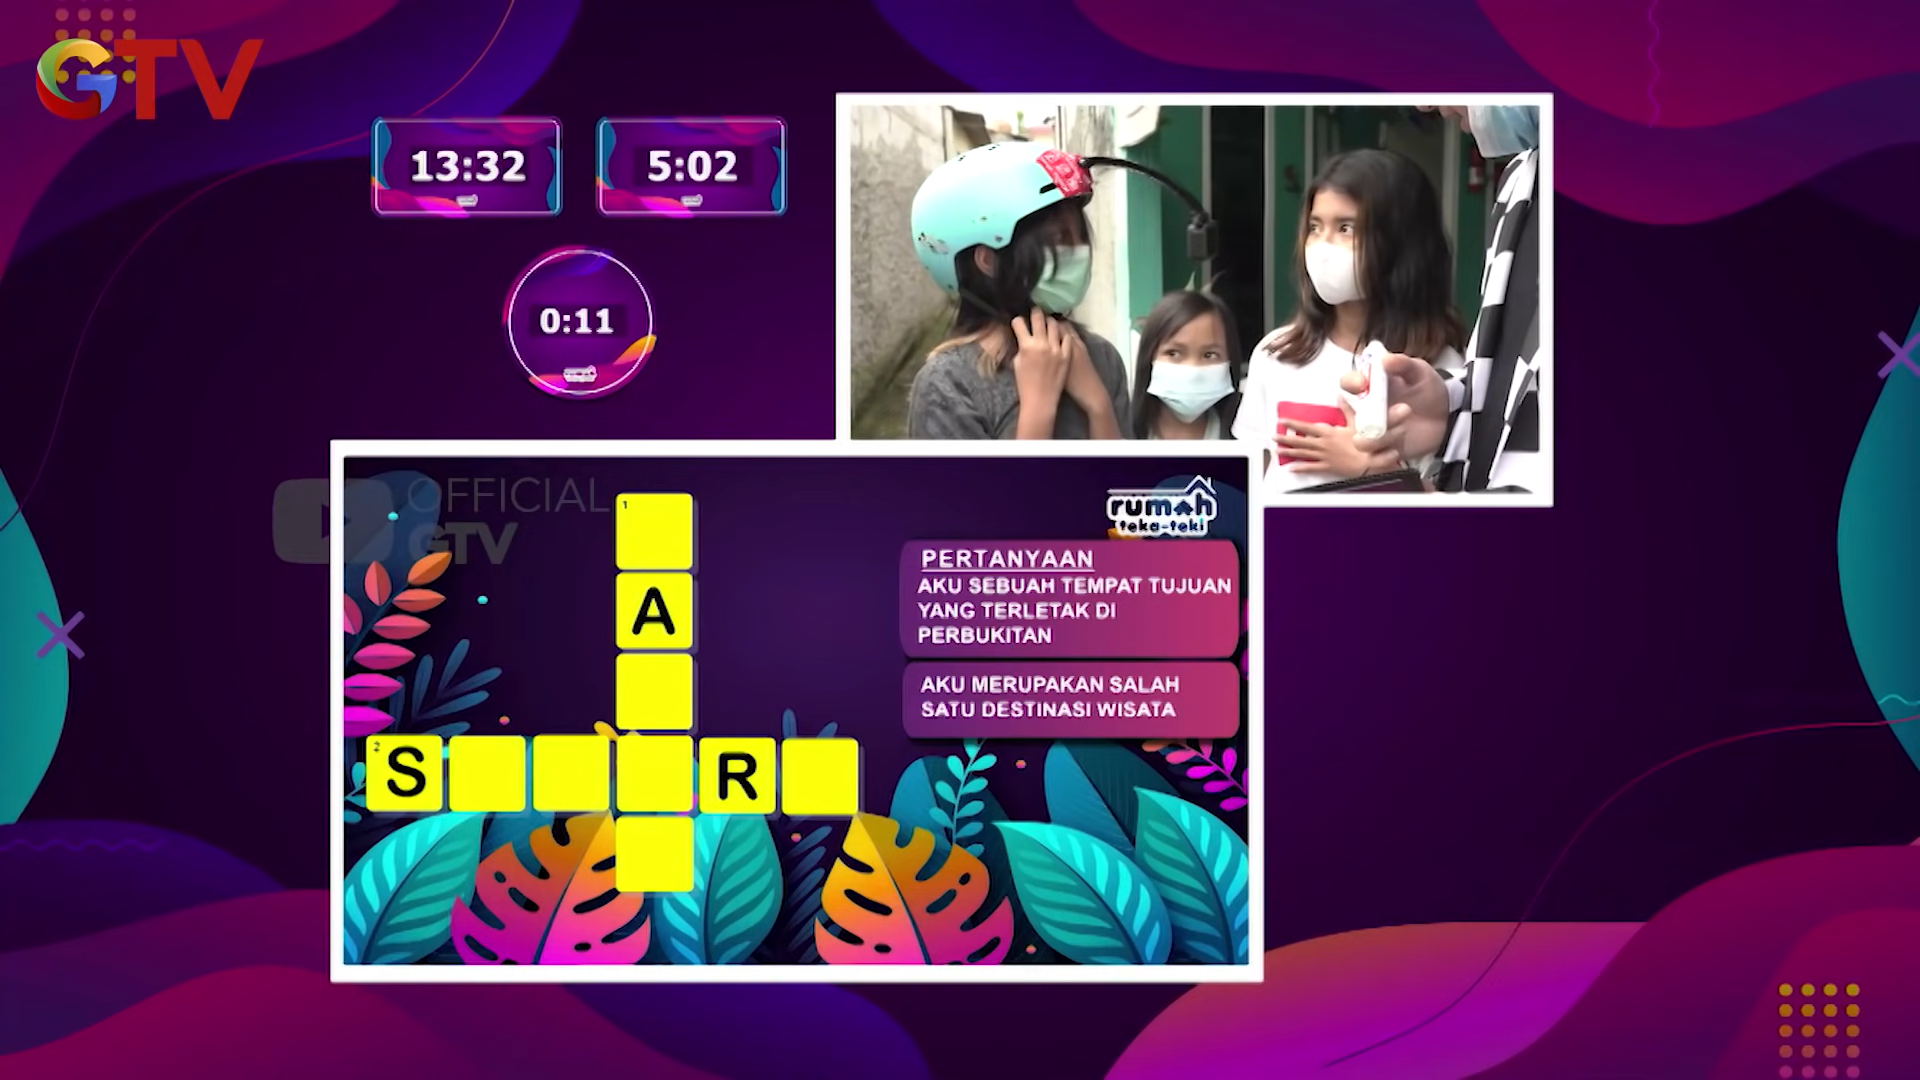 GTV
13:32
5:02
0:11
OFFICIAL
GTV
rumah
teka-teki
PERTANYAAN
AKU SEBUAH TEMPAT TUJUAN
YANG TERLETAK DI
PERBUKITAN
AKU MERUPAKAN SALAH
SATU DESTINASI WISATA
1
A
2
S
R